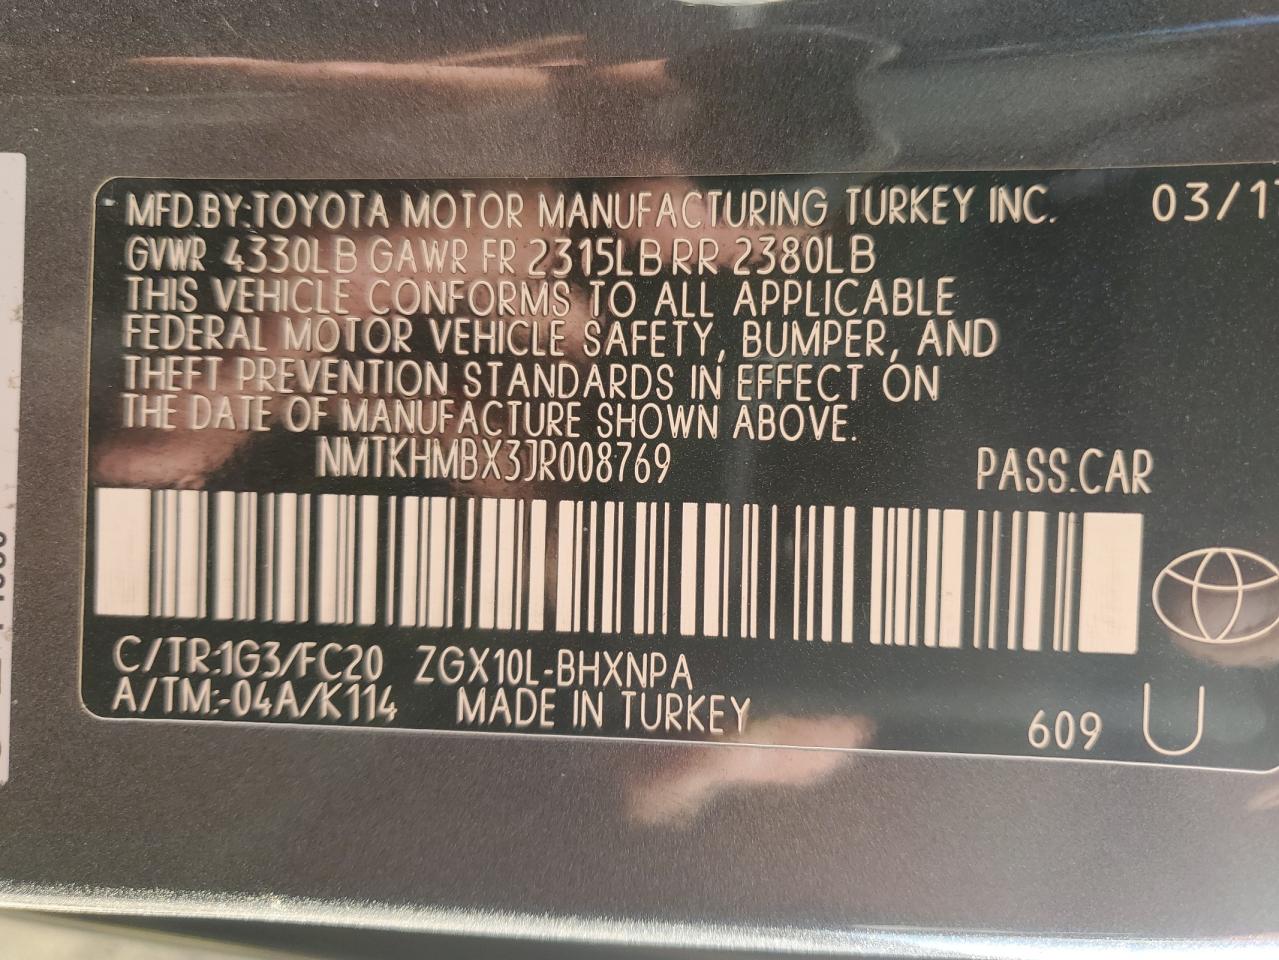 MFD.BY:TOYOTA MOTOR MANUFACTURING TURKEY INC. 03/17
GVWR 4330LB GAWR FR 2315LB RR 2380LB
THIS VEHICLE CONFORMS TO ALL APPLICABLE
FEDERAL MOTOR VEHICLE SAFETY, BUMPER, AND
THEFT PREVENTION STANDARDS IN EFFECT ON
THE DATE OF MANUFACTURE SHOWN ABOVE.
NMTKHMBX3JR008769 PASS.CAR
C/TR:1G3/FC20 ZGX10L-BHXNPA
A/TM:-04A/K114 MADE IN TURKEY
609 U